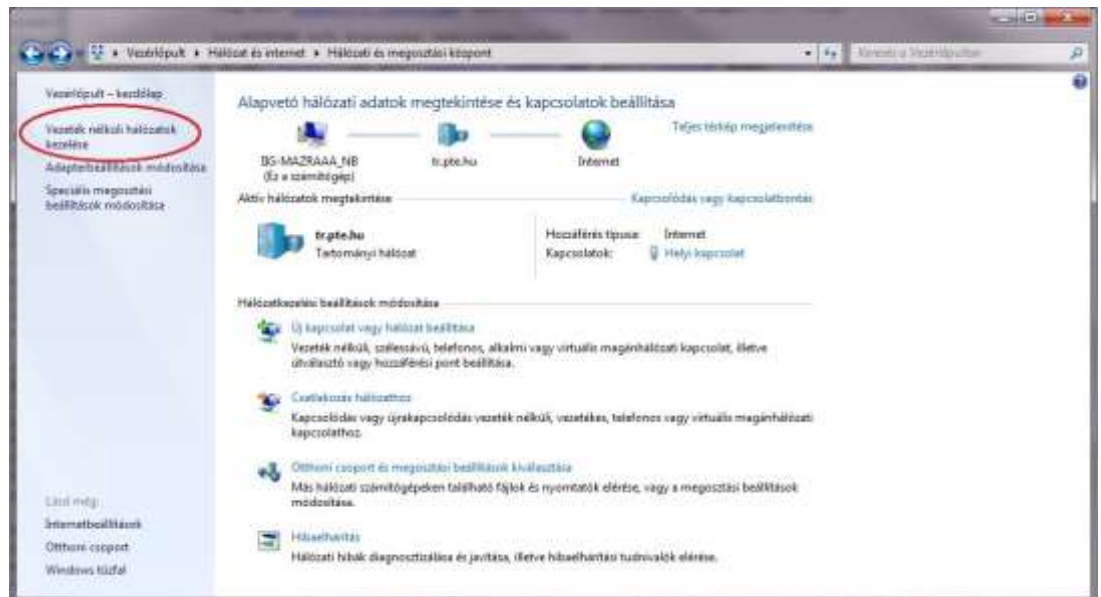 Vezérlőpult ▸ Hálózat és internet ▸ Hálózati és megosztási központ
Keresés a Vezérlőpultban
Vezérlőpult – kezdőlap
Vezeték nélküli hálózatok
kezelése
Adapterbeállítások módosítása
Speciális megosztási
beállítások módosítása
Alapvető hálózati adatok megtekintése és kapcsolatok beállítása
Teljes térkép megjelenítése
BG-MAZRAAA_NB
(Ez a számítógép)
tr.pte.hu
Internet
Aktív hálózatok megtekintése
Kapcsolódás vagy kapcsolatbontás
tr.pte.hu
Tartományi hálózat
Hozzáférés típusa: Internet
Kapcsolatok: Helyi kapcsolat
Hálózatkezelési beállítások módosítása
Új kapcsolat vagy hálózat beállítása
Vezeték nélküli, szélessávú, telefonos, alkalmi vagy virtuális magánhálózati kapcsolat, illetve
útválasztó vagy hozzáférési pont beállítása.
Csatlakozás hálózathoz
Kapcsolódás vagy újrakapcsolódás vezeték nélküli, vezetékes, telefonos vagy virtuális magánhálózati
kapcsolathoz.
Otthoni csoport és megosztási beállítások kiválasztása
Más hálózati számítógépeken található fájlok és nyomtatók elérése, vagy a megosztási beállítások
módosítása.
Hibaelhárítás
Hálózati hibák diagnosztizálása és javítása, illetve hibaelhárítási tudnivalók elérése.
Lásd még:
Internetbeállítások
Otthoni csoport
Windows tűzfal